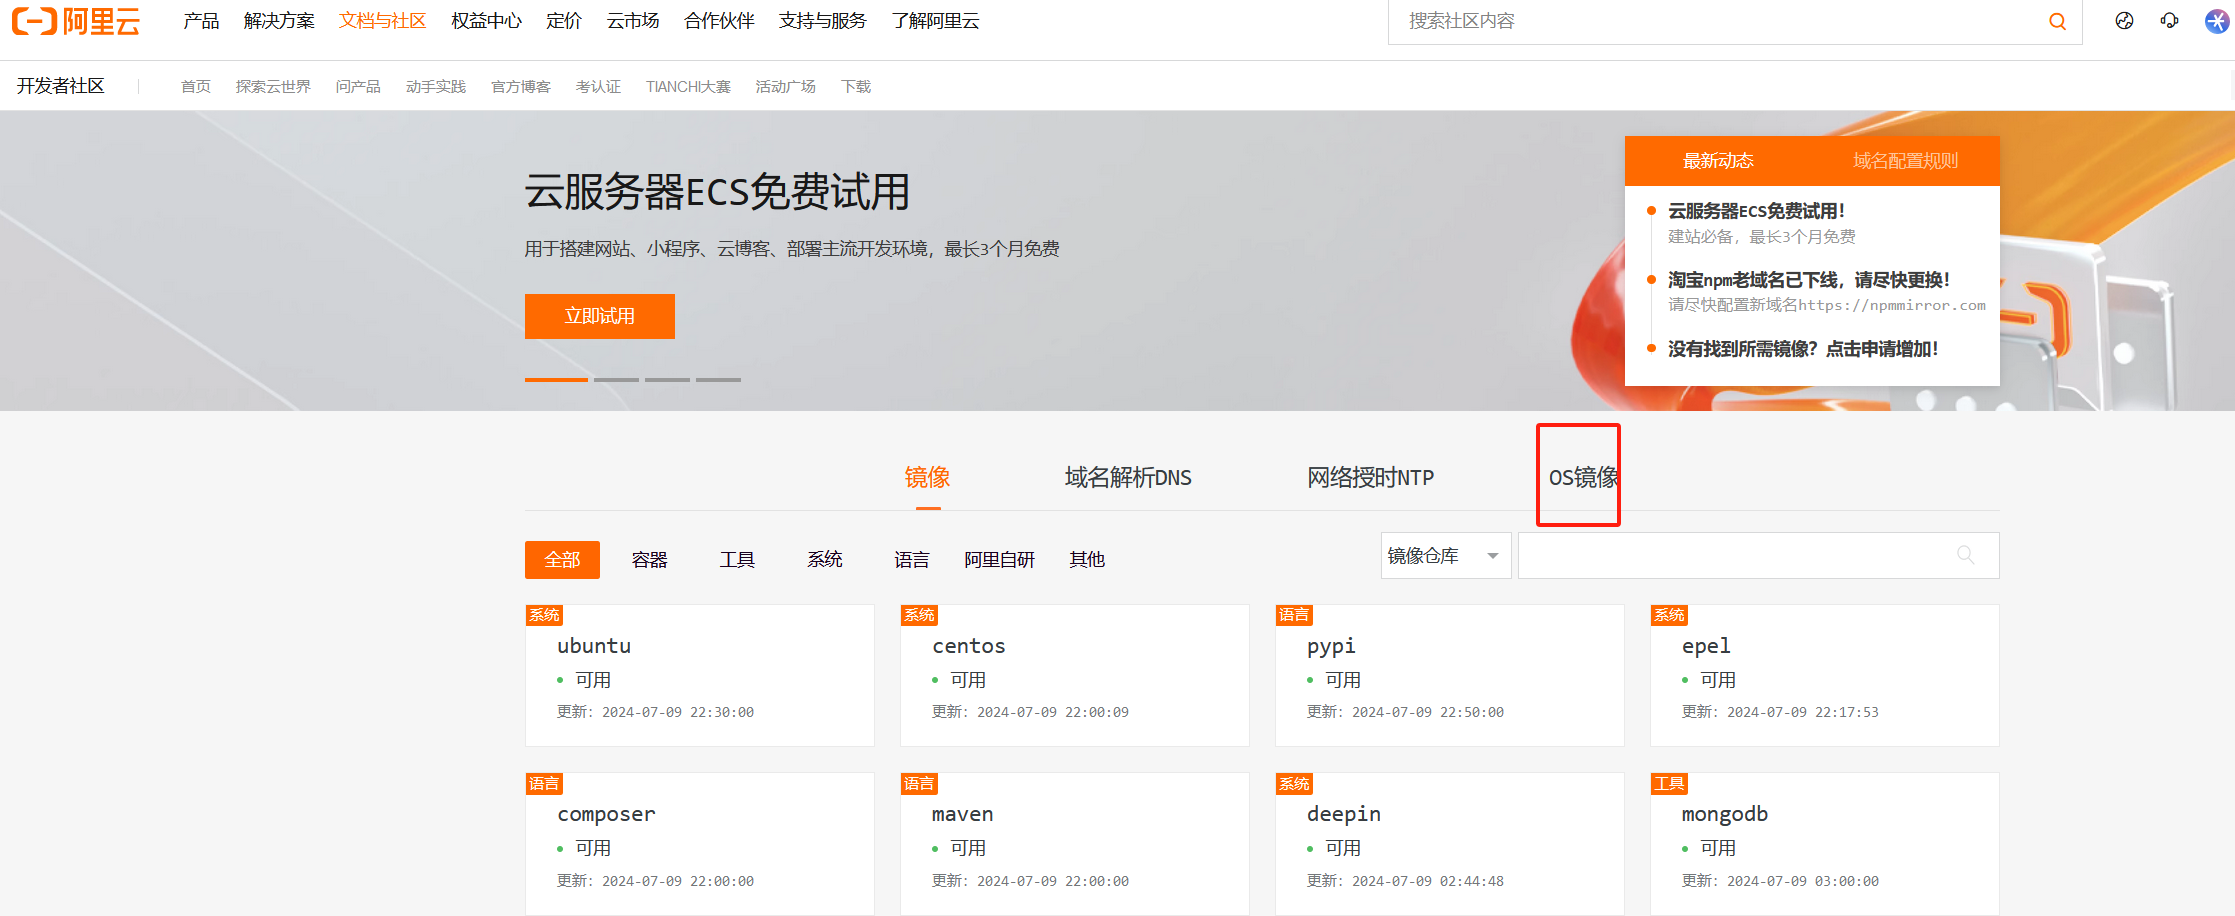 阿里云 产品 解决方案 文档与社区 权益中心 定价 云市场 合作伙伴 支持与服务 了解阿里云 搜索社区内容
开发者社区 首页 探索云世界 问产品 动手实践 官方博客 考认证 TIANCHI大赛 活动广场 下载
云服务器ECS免费试用
用于搭建网站、小程序、云博客、部署主流开发环境，最长3个月免费
立即试用
最新动态 域名配置规则
云服务器ECS免费试用！
建站必备，最长3个月免费
淘宝npm老域名已下线，请尽快更换！
请尽快配置新域名https://npmmirror.com
没有找到所需镜像？点击申请增加！
镜像 域名解析DNS 网络授时NTP OS镜像
全部 容器 工具 系统 语言 阿里自研 其他 镜像仓库
系统
ubuntu
可用
更新：2024-07-09 22:30:00
系统
centos
可用
更新：2024-07-09 22:00:09
语言
pypi
可用
更新：2024-07-09 22:50:00
系统
epel
可用
更新：2024-07-09 22:17:53
语言
composer
可用
更新：2024-07-09 22:00:00
语言
maven
可用
更新：2024-07-09 22:00:00
系统
deepin
可用
更新：2024-07-09 02:44:48
工具
mongodb
可用
更新：2024-07-09 03:00:00